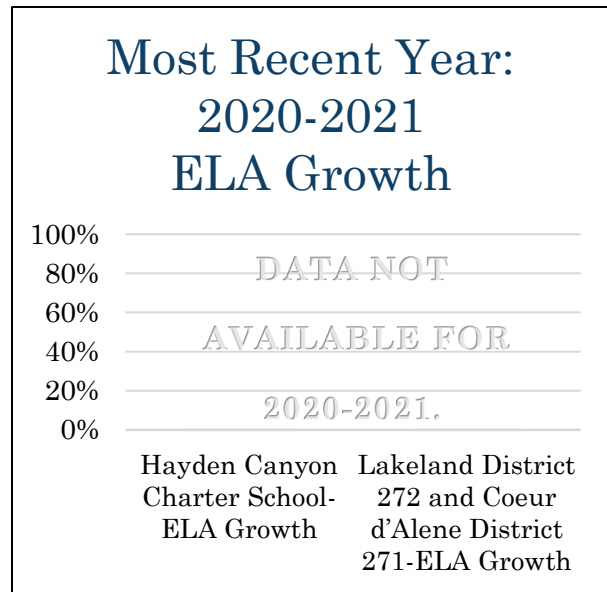 Most Recent Year:
2020-2021
ELA Growth
100%
80%
60%
40%
20%
0%
DATA NOT
AVAILABLE FOR
2020-2021.
Hayden Canyon
Charter School-
ELA Growth
Lakeland District
272 and Coeur
d'Alene District
271-ELA Growth